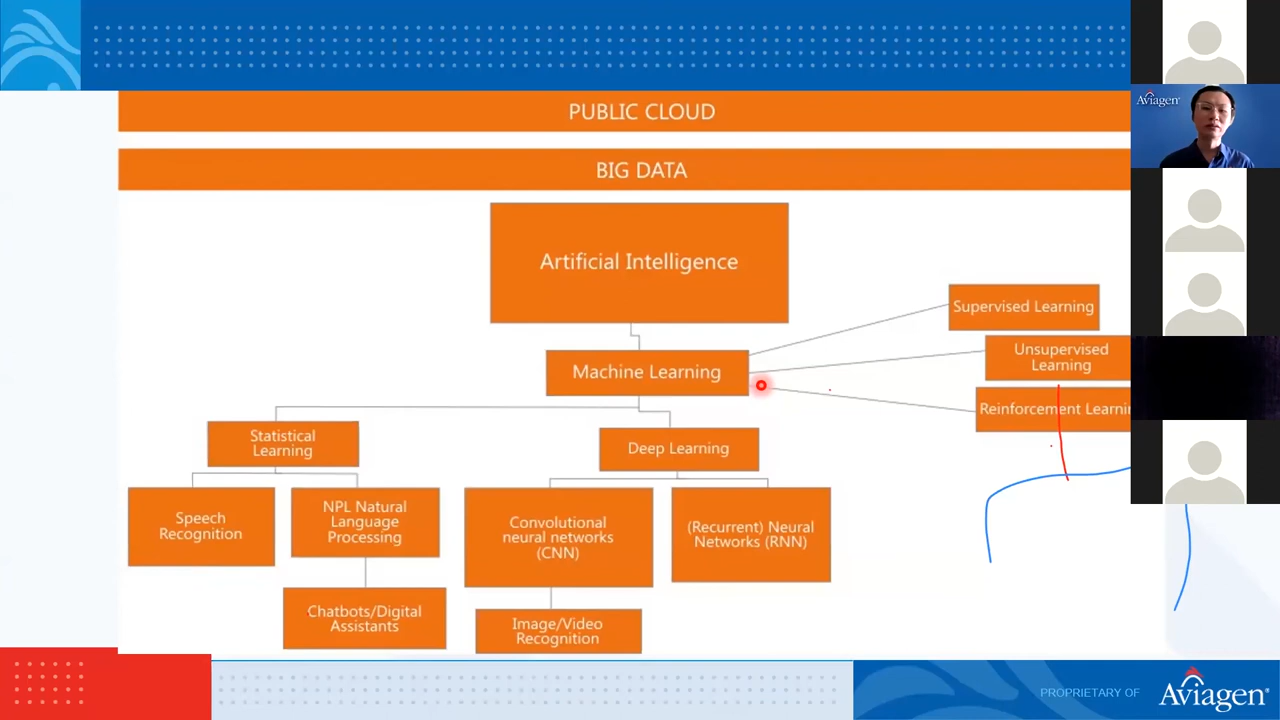 PUBLIC CLOUD
Aviagen
BIG DATA
Artificial Intelligence
Supervised Learning
Machine Learning
Unsupervised
Learning
Reinforcement Learnin
Statistical
Learning
Deep Learning
Speech
Recognition
NPL Natural
Language
Processing
Convolutional
neural networks
(CNN)
(Recurrent) Neural
Networks (RNN)
Chatbots/Digital
Assistants
Image/Video
Recognition
PROPRIETARY OF
Aviagen®